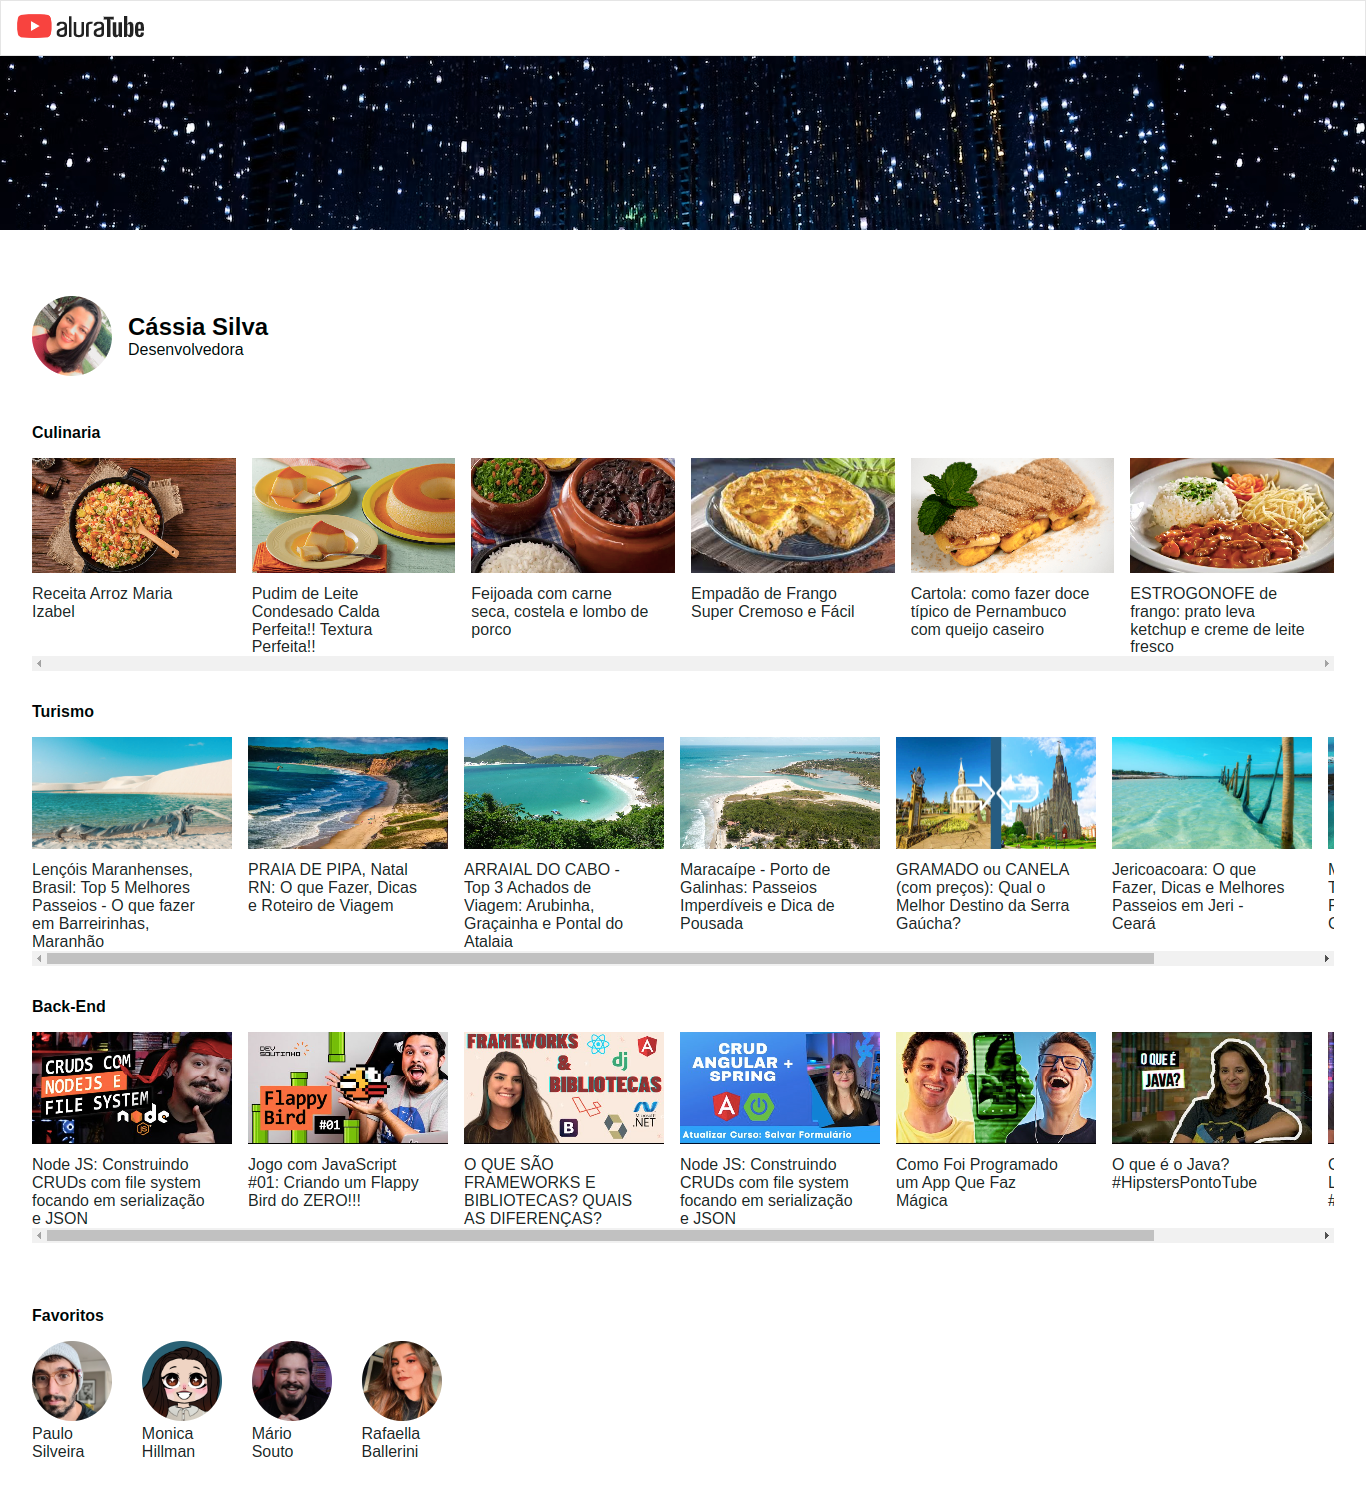 aluraTube
Cássia Silva
Desenvolvedora
Culinaria
Receita Arroz Maria
Izabel
Pudim de Leite
Condesado Calda
Perfeita!! Textura
Perfeita!!
Feijoada com carne
seca, costela e lombo de
porco
Empadão de Frango
Super Cremoso e Fácil
Cartola: como fazer doce
típico de Pernambuco
com queijo caseiro
ESTROGONOFE de
frango: prato leva
ketchup e creme de leite
fresco
Turismo
Lençóis Maranhenses,
Brasil: Top 5 Melhores
Passeios - O que fazer
em Barreirinhas,
Maranhão
PRAIA DE PIPA, Natal
RN: O que Fazer, Dicas
e Roteiro de Viagem
ARRAIAL DO CABO -
Top 3 Achados de
Viagem: Arubinha,
Graçainha e Pontal do
Atalaia
Maracaípe - Porto de
Galinhas: Passeios
Imperdíveis e Dica de
Pousada
GRAMADO ou CANELA
(com preços): Qual o
Melhor Destino da Serra
Gaúcha?
Jericoacoara: O que
Fazer, Dicas e Melhores
Passeios em Jeri -
Ceará
Back-End
CRUDS COM
NODEJS E
FILE SYSTEM
node
JS
DEV
SOUTINHO
Flappy
Bird
#01
FRAMEWORKS
&
BIBLIOTECAS
dj
A
B
.NET
CRUD
ANGULAR +
SPRING
A
Atualizar Curso: Salvar Formulário
O QUE É
JAVA?
Node JS: Construindo
CRUDs com file system
focando em serialização
e JSON
Jogo com JavaScript
#01: Criando um Flappy
Bird do ZERO!!!
O QUE SÃO
FRAMEWORKS E
BIBLIOTECAS? QUAIS
AS DIFERENÇAS?
Node JS: Construindo
CRUDs com file system
focando em serialização
e JSON
Como Foi Programado
um App Que Faz
Mágica
O que é o Java?
#HipstersPontoTube
Favoritos
Paulo
Silveira
Monica
Hillman
Mário
Souto
Rafaella
Ballerini